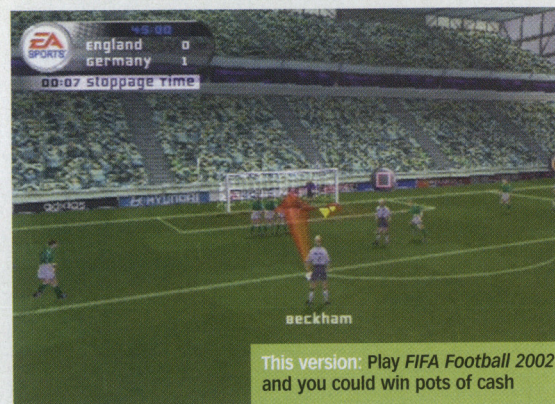 EA
SPORTS
45:00
England 0
Germany 1
00:07 Stoppage Time
adidas
HYUNDAI
Beckham
This version: Play FIFA Football 2002
and you could win pots of cash